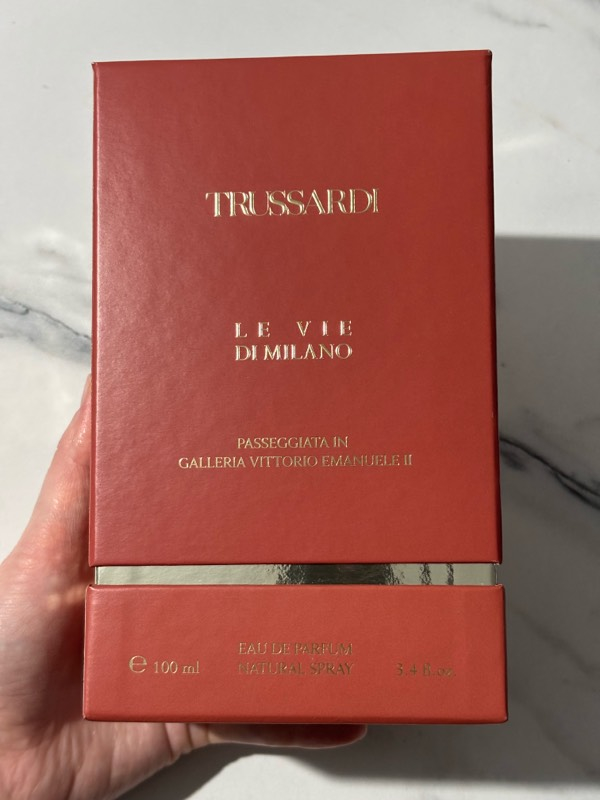 TRUSSARDI
LE VIE
DI MILANO
PASSEGGIATA IN
GALLERIA VITTORIO EMANUELE II
EAU DE PARFUM
℮ 100 ml NATURAL SPRAY 3.4 fl. oz.